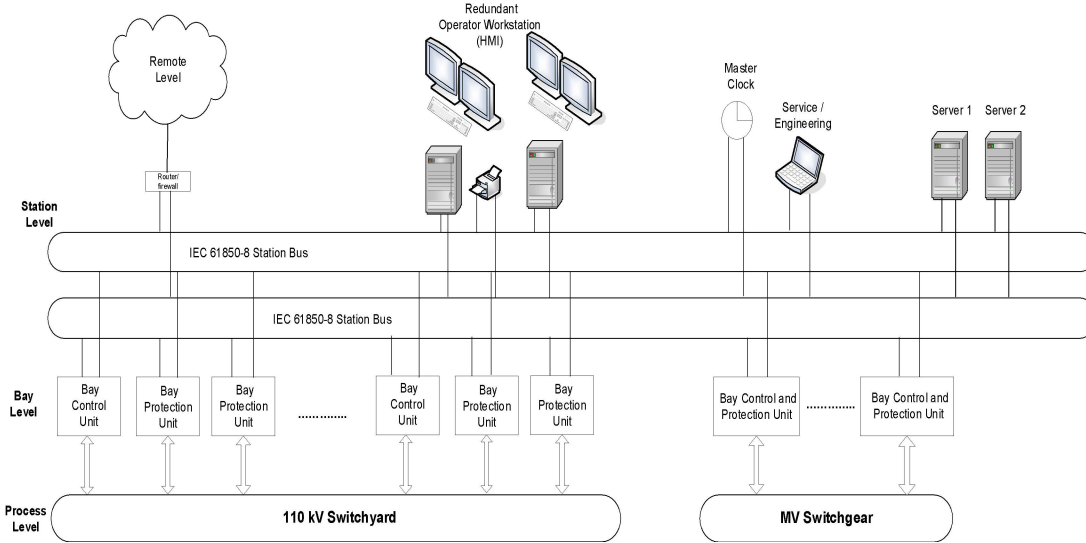 Redundant
Operator Workstation
(HMI)
Remote
Level
Master
Clock
Service /
Engineering
Server 1
Server 2
Router/
firewall
Station
Level
IEC 61850-8 Station Bus
IEC 61850-8 Station Bus
Bay
Level
Bay
Control
Unit
Bay
Protection
Unit
Bay
Protection
Unit
..............
Bay
Control
Unit
Bay
Protection
Unit
Bay
Protection
Unit
Bay Control and
Protection Unit
..............
Bay Control and
Protection Unit
Process
Level
110 kV Switchyard
MV Switchgear